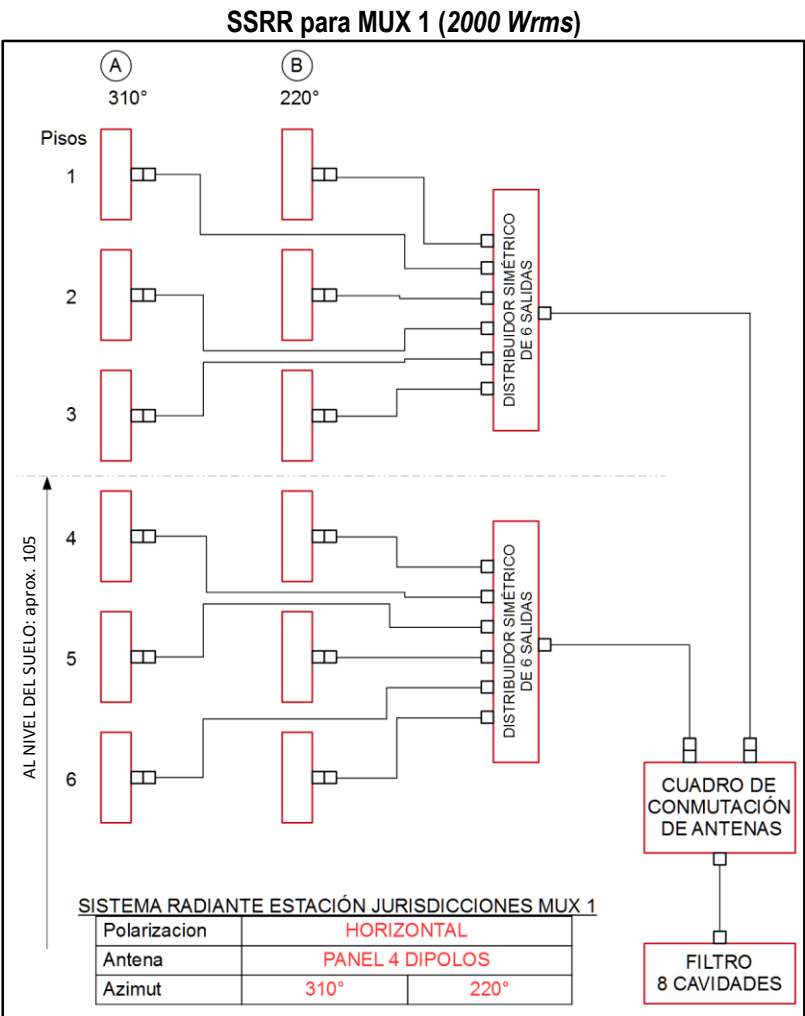 SSRR para MUX 1 (2000 Wrms)
A
B
310°
220°
Pisos
1
2
3
DISTRIBUIDOR SIMÉTRICO
DE 6 SALIDAS
4
5
6
DISTRIBUIDOR SIMÉTRICO
DE 6 SALIDAS
AL NIVEL DEL SUELO: aprox. 105
CUADRO DE
CONMUTACIÓN
DE ANTENAS
FILTRO
8 CAVIDADES
SISTEMA RADIANTE ESTACIÓN JURISDICCIONES MUX 1
Polarizacion HORIZONTAL
Antena PANEL 4 DIPOLOS
Azimut 310° 220°